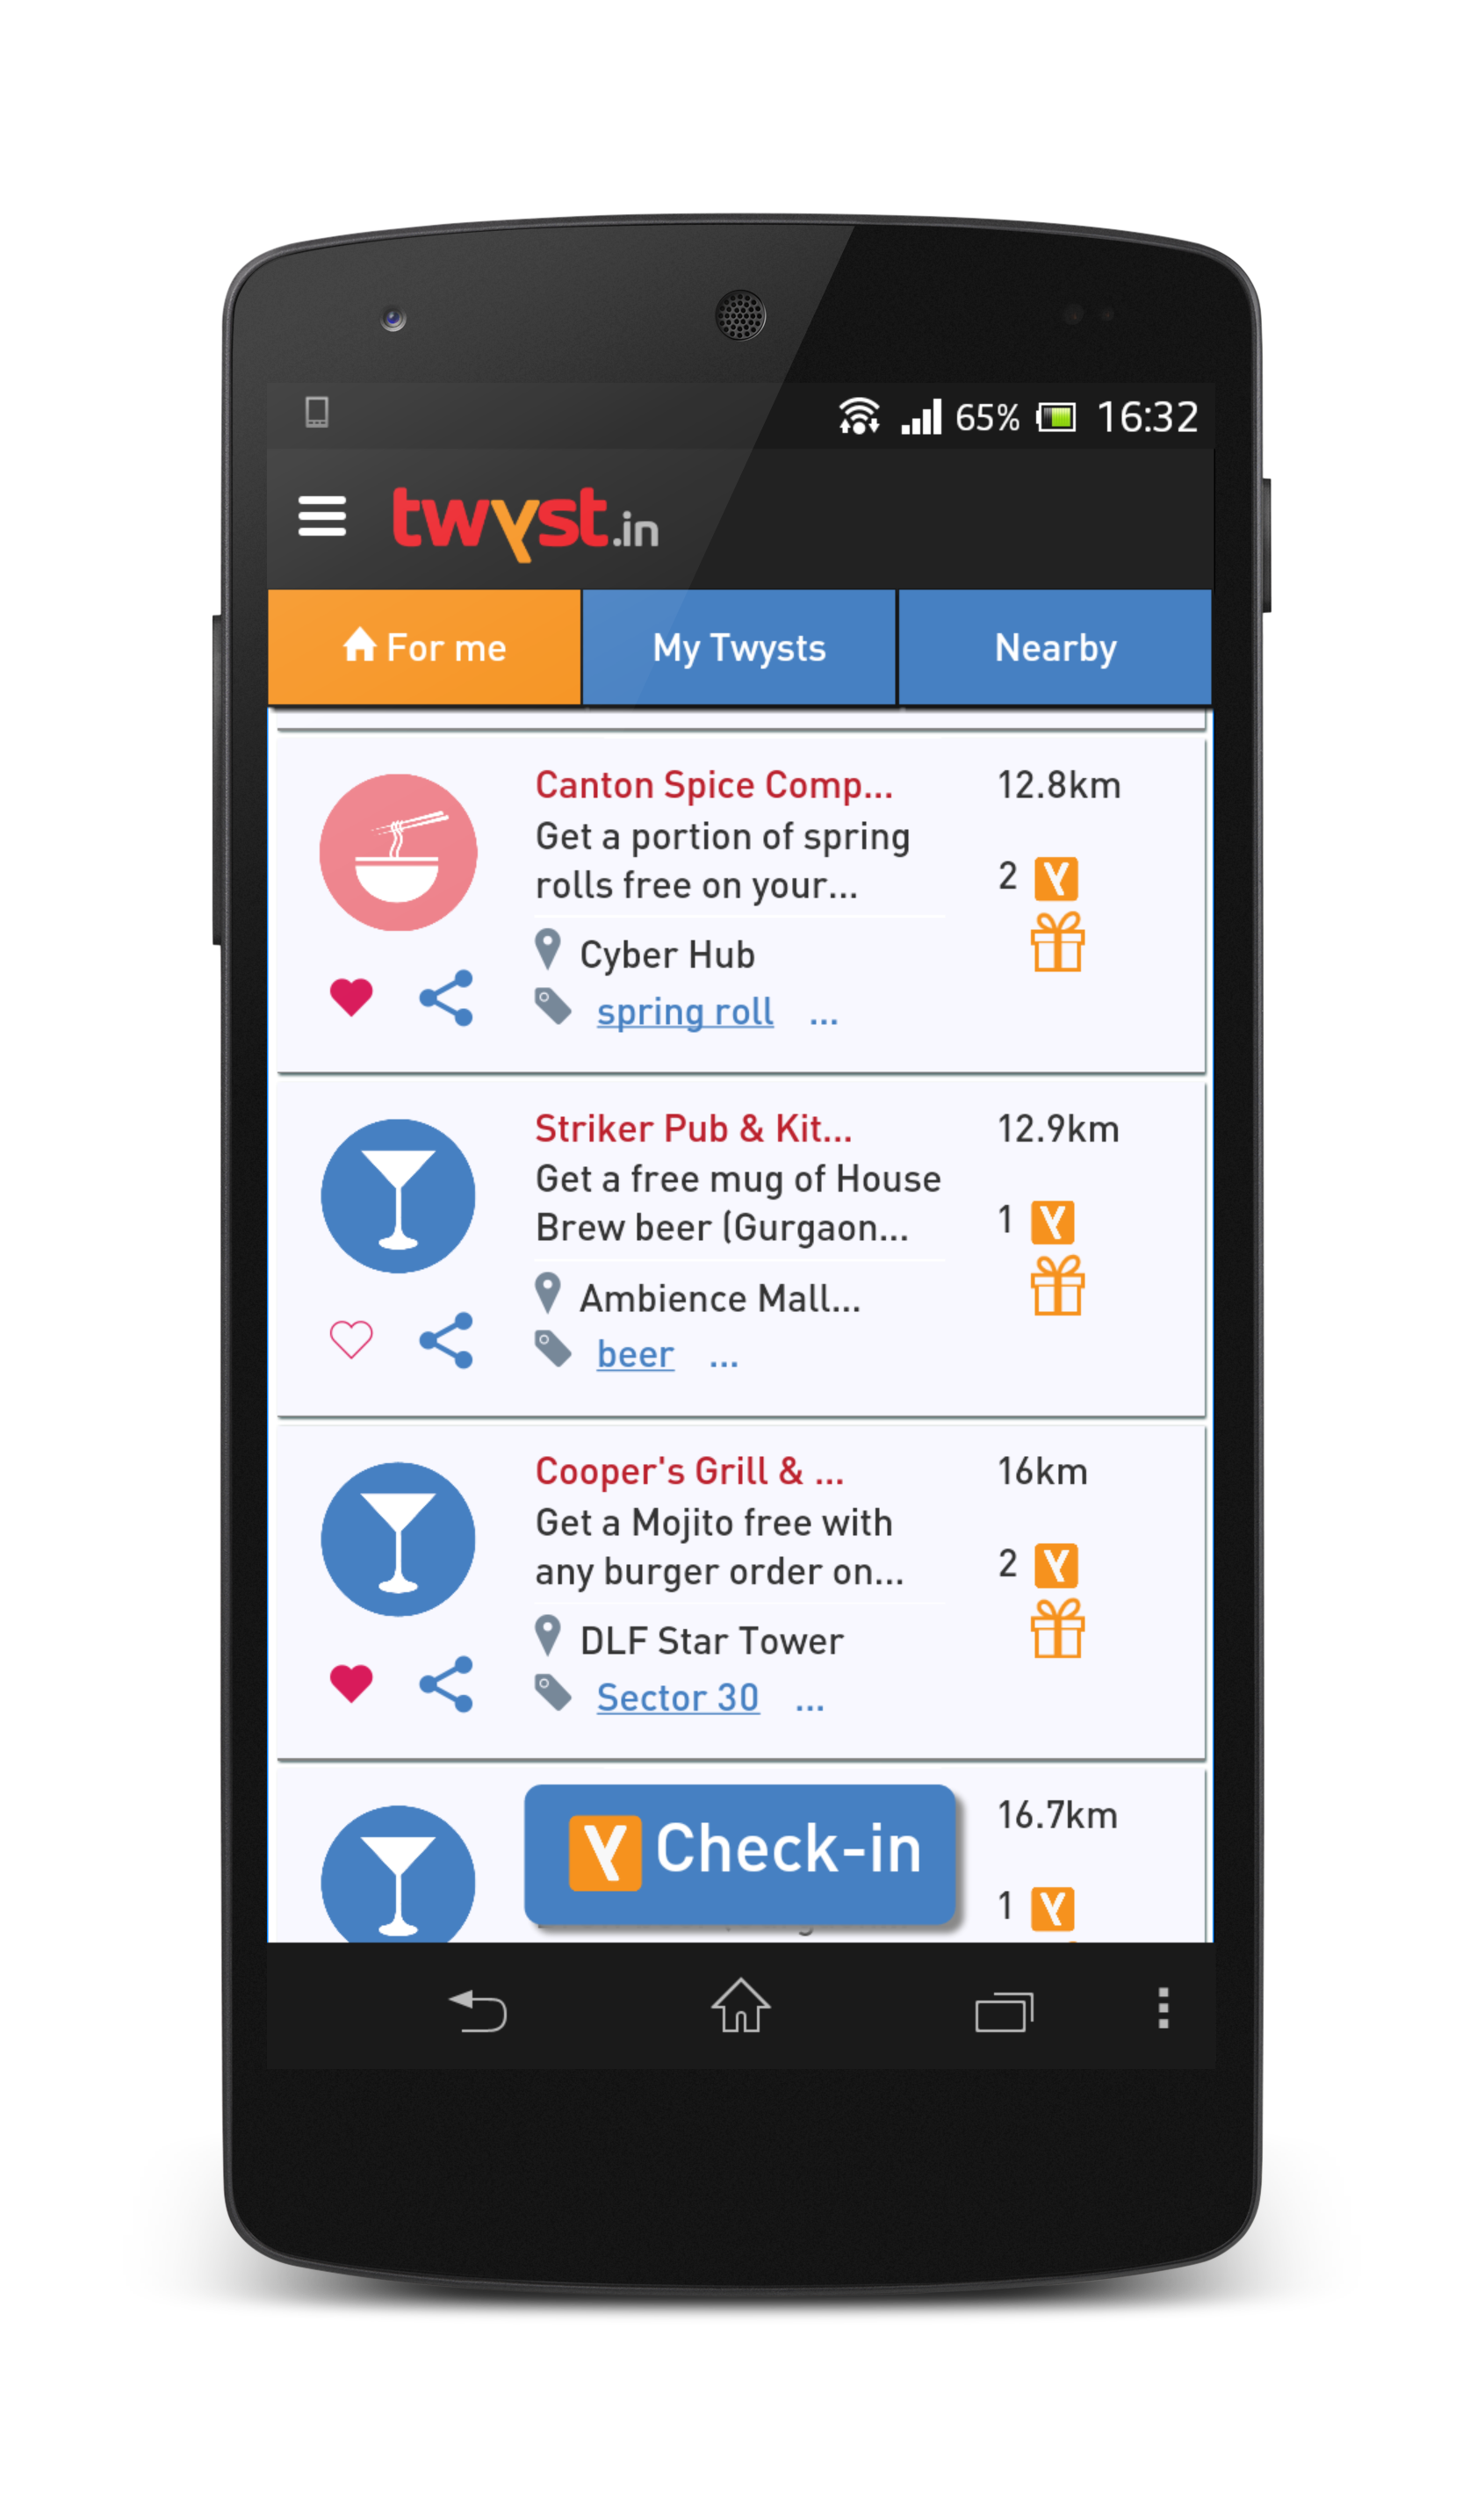 65% 16:32
twyst.in
For me My Twysts Nearby
Canton Spice Comp... 12.8km
Get a portion of spring
rolls free on your...
2
Cyber Hub
spring roll ...
Striker Pub & Kit... 12.9km
Get a free mug of House
Brew beer (Gurgaon...
1
Ambience Mall...
beer ...
Cooper's Grill & ... 16km
Get a Mojito free with
any burger order on...
2
DLF Star Tower
Sector 30 ...
16.7km
Check-in
1